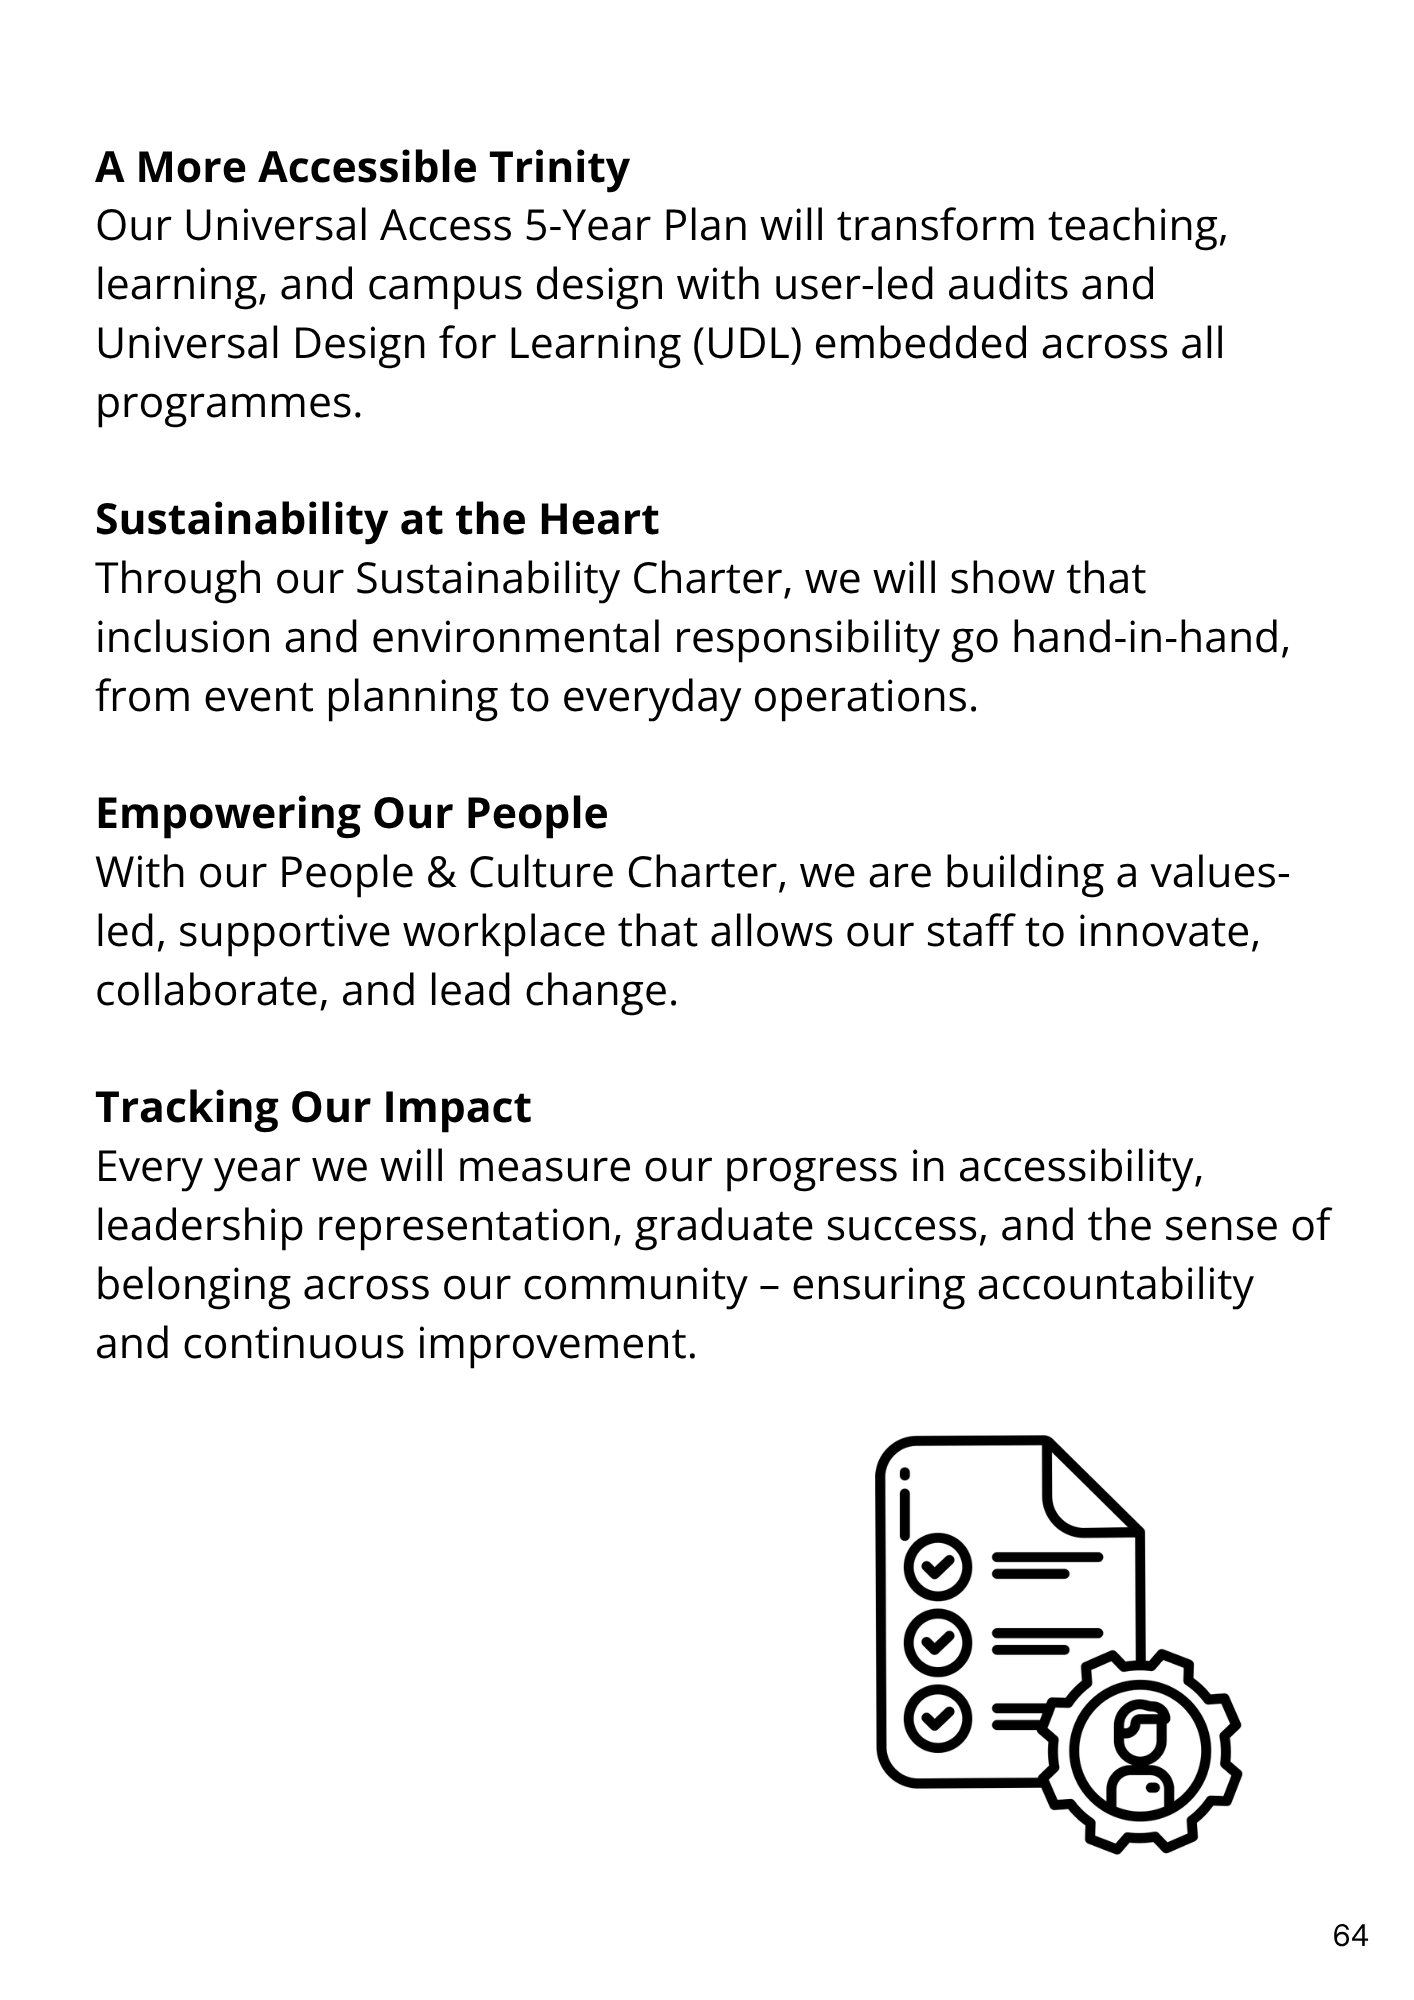 A More Accessible Trinity
Our Universal Access 5-Year Plan will transform teaching,
learning, and campus design with user-led audits and
Universal Design for Learning (UDL) embedded across all
programmes.
Sustainability at the Heart
Through our Sustainability Charter, we will show that
inclusion and environmental responsibility go hand-in-hand,
from event planning to everyday operations.
Empowering Our People
With our People & Culture Charter, we are building a values-
led, supportive workplace that allows our staff to innovate,
collaborate, and lead change.
Tracking Our Impact
Every year we will measure our progress in accessibility,
leadership representation, graduate success, and the sense of
belonging across our community – ensuring accountability
and continuous improvement.
64